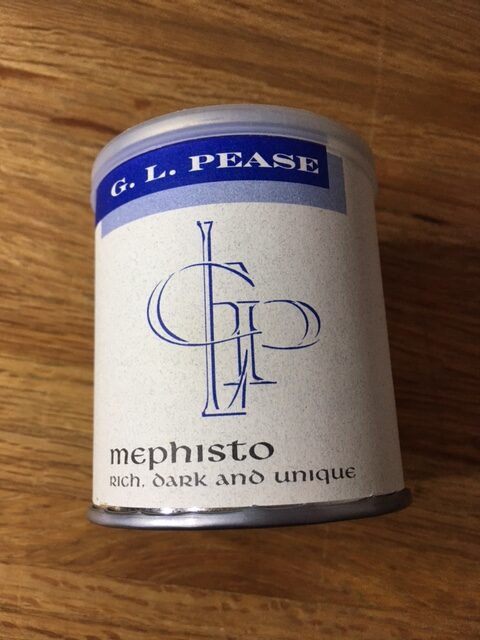 G. L. PEASE
GLP
mephisto
rich, dark and unique